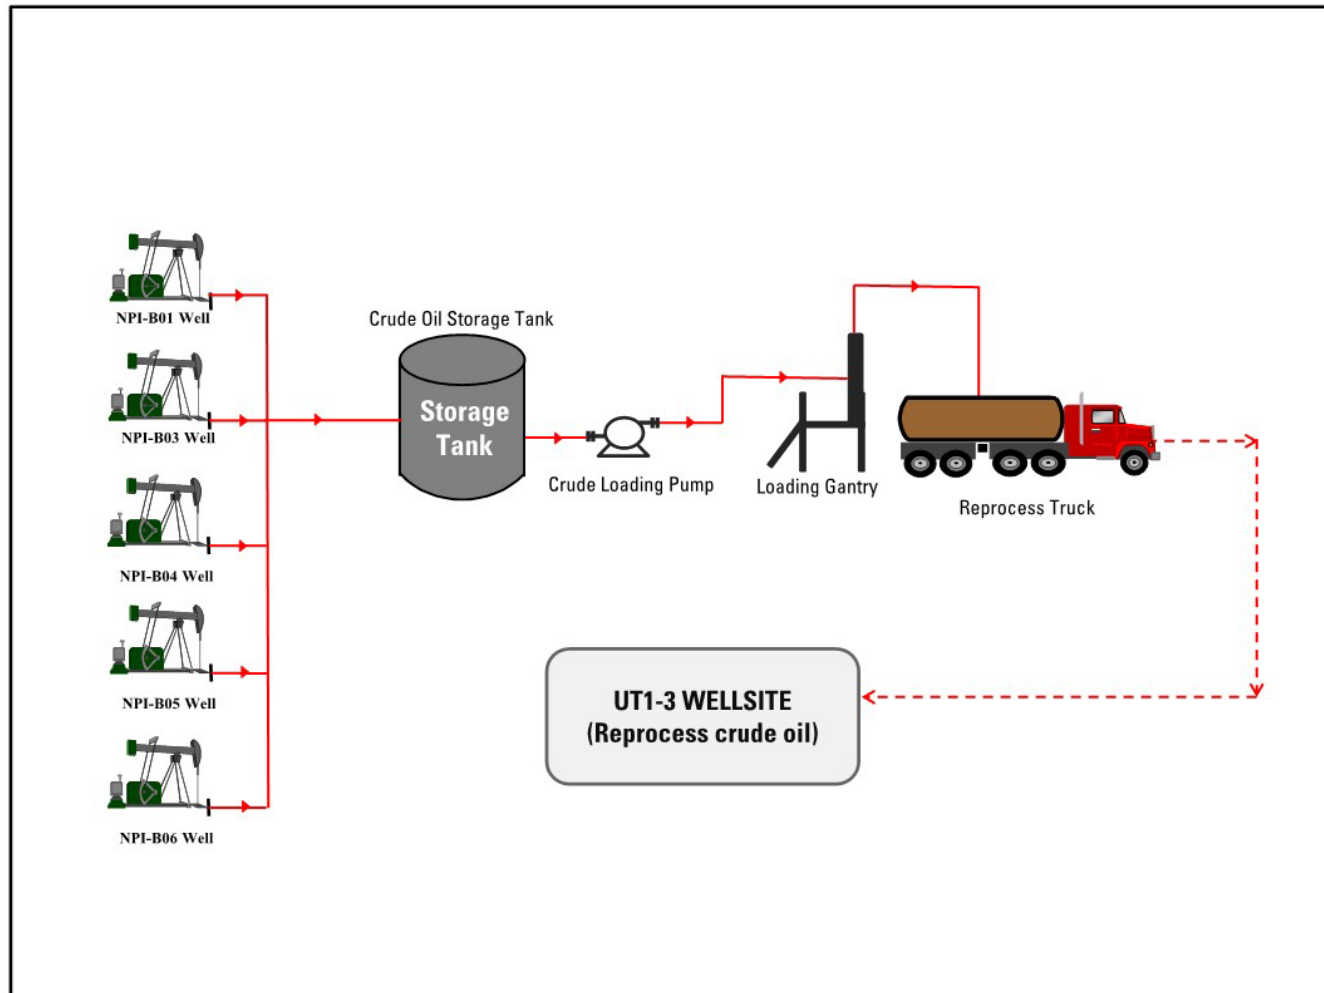 NPI-B01 Well
NPI-B03 Well
NPI-B04 Well
NPI-B05 Well
NPI-B06 Well
Crude Oil Storage Tank
Storage
Tank
Crude Loading Pump
Loading Gantry
Reprocess Truck
UT1-3 WELLSITE
(Reprocess crude oil)